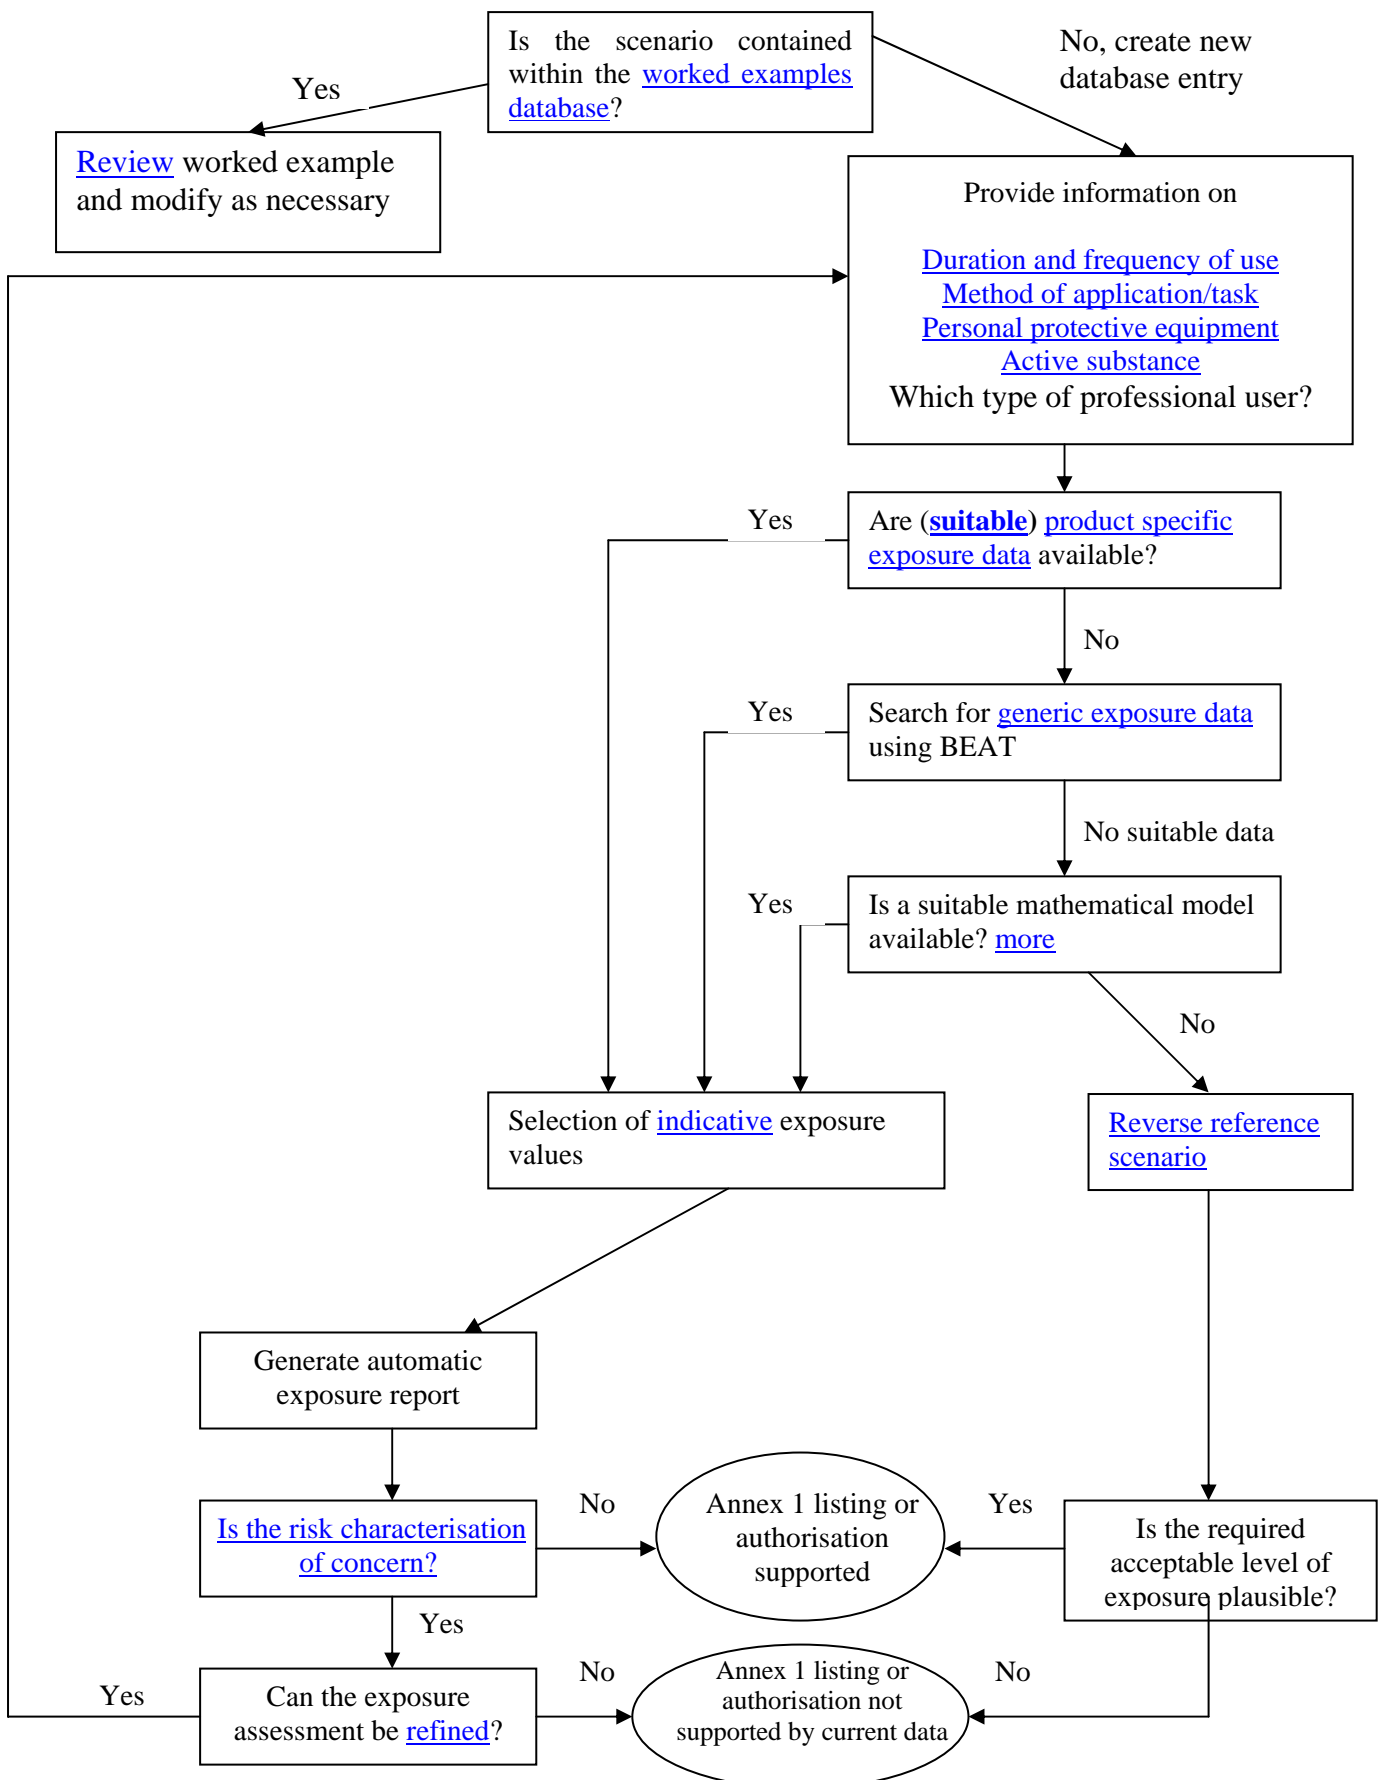 Is the scenario contained
within the worked examples
database?
No, create new
database entry
Yes
Review worked example
and modify as necessary
Provide information on
Duration and frequency of use
Method of application/task
Personal protective equipment
Active substance
Which type of professional user?
Yes
Are (suitable) product specific
exposure data available?
No
Yes
Search for generic exposure data
using BEAT
No suitable data
Yes
Is a suitable mathematical model
available? more
No
Selection of indicative exposure
values
Reverse reference
scenario
Generate automatic
exposure report
Is the risk characterisation
of concern?
No
Annex 1 listing or
authorisation
supported
Yes
Is the required
acceptable level of
exposure plausible?
Yes
Yes
Can the exposure
assessment be refined?
No
Annex 1 listing or
authorisation not
supported by current data
No